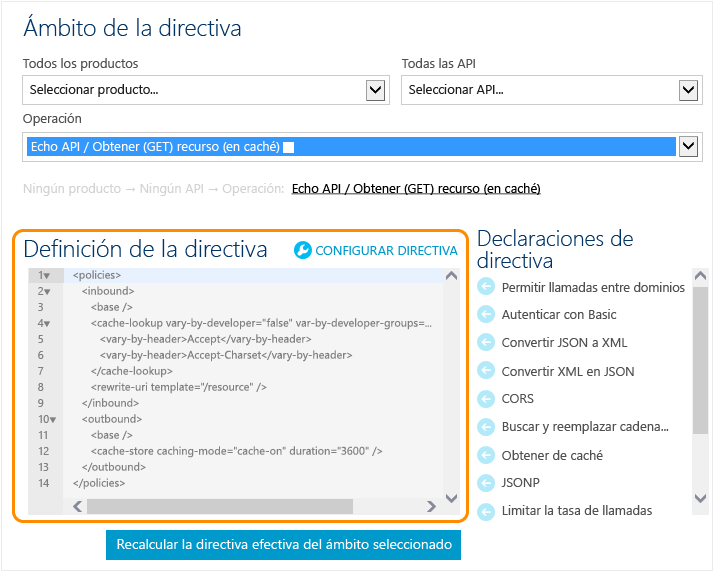 Ámbito de la directiva
Todos los productos
Todas las API
Seleccionar producto...
Seleccionar API...
Operación
Echo API / Obtener (GET) recurso (en caché)
Ningún producto → Ningún API → Operación: Echo API / Obtener (GET) recurso (en caché)
Definición de la directiva
CONFIGURAR DIRECTIVA
1 <policies>
2 <inbound>
3 <base />
4 <cache-lookup vary-by-developer="false" var-by-developer-groups=...
5 <vary-by-header>Accept</vary-by-header>
6 <vary-by-header>Accept-Charset</vary-by-header>
7 </cache-lookup>
8 <rewrite-uri template="/resource" />
9 </inbound>
10 <outbound>
11 <base />
12 <cache-store caching-mode="cache-on" duration="3600" />
13 </outbound>
14 </policies>
Declaraciones de
directiva
Permitir llamadas entre dominios
Autenticar con Basic
Convertir JSON a XML
Convertir XML en JSON
CORS
Buscar y reemplazar cadena...
Obtener de caché
JSONP
Limitar la tasa de llamadas
Recalcular la directiva efectiva del ámbito seleccionado